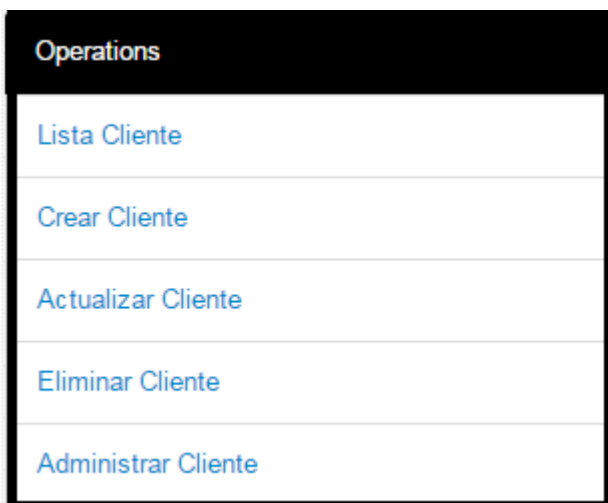 Operations
Lista Cliente
Crear Cliente
Actualizar Cliente
Eliminar Cliente
Administrar Cliente